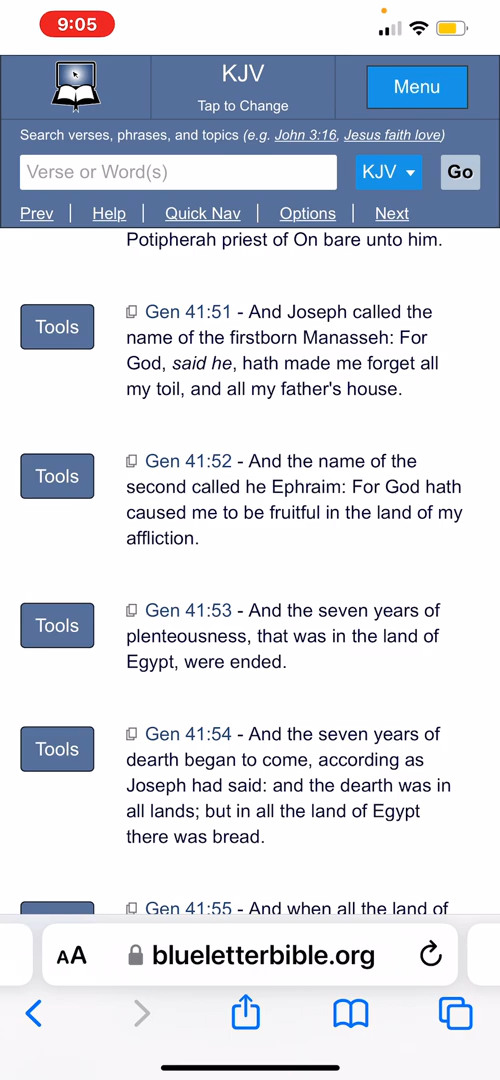 9:05
KJV
Tap to Change
Menu
Search verses, phrases, and topics (e.g. John 3:16, Jesus faith love)
Verse or Word(s)
KJV
Go
Prev | Help | Quick Nav | Options | Next
Potipherah priest of On bare unto him.
Tools
Gen 41:51 - And Joseph called the
name of the firstborn Manasseh: For
God, said he, hath made me forget all
my toil, and all my father's house.
Tools
Gen 41:52 - And the name of the
second called he Ephraim: For God hath
caused me to be fruitful in the land of my
affliction.
Tools
Gen 41:53 - And the seven years of
plenteousness, that was in the land of
Egypt, were ended.
Tools
Gen 41:54 - And the seven years of
dearth began to come, according as
Joseph had said: and the dearth was in
all lands; but in all the land of Egypt
there was bread.
Gen 41:55 - And when all the land of
AA
blueletterbible.org